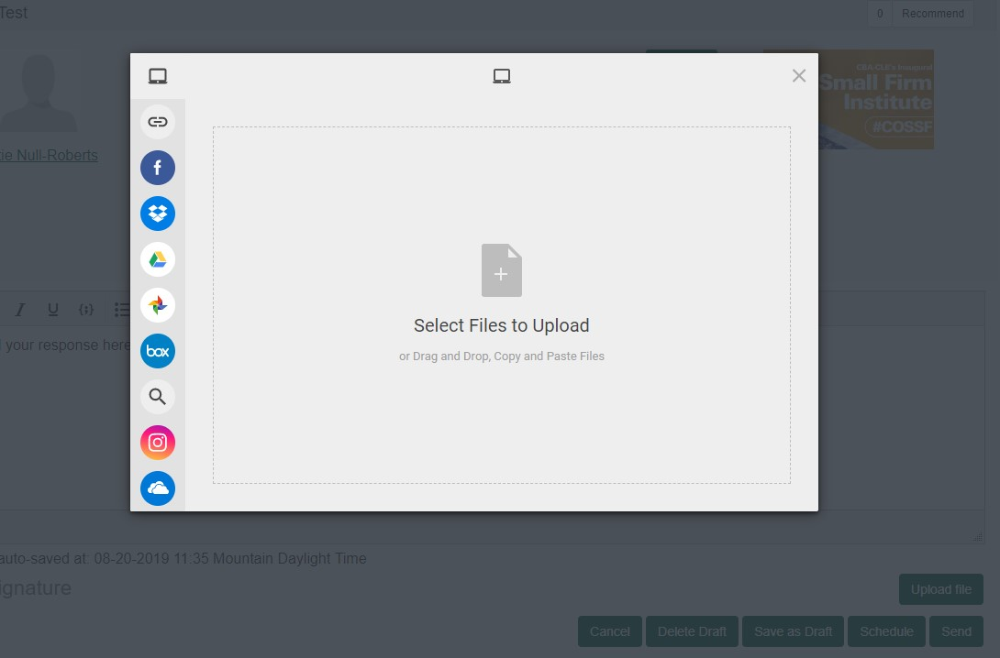 Test
0 Recommend
CBA-CLE's Inaugural
Small Firm
Institute
#COSSF
ie Null-Roberts
box
Select Files to Upload
or Drag and Drop, Copy and Paste Files
your response here
auto-saved at: 08-20-2019 11:35 Mountain Daylight Time
ignature
Upload file
Cancel Delete Draft Save as Draft Schedule Send